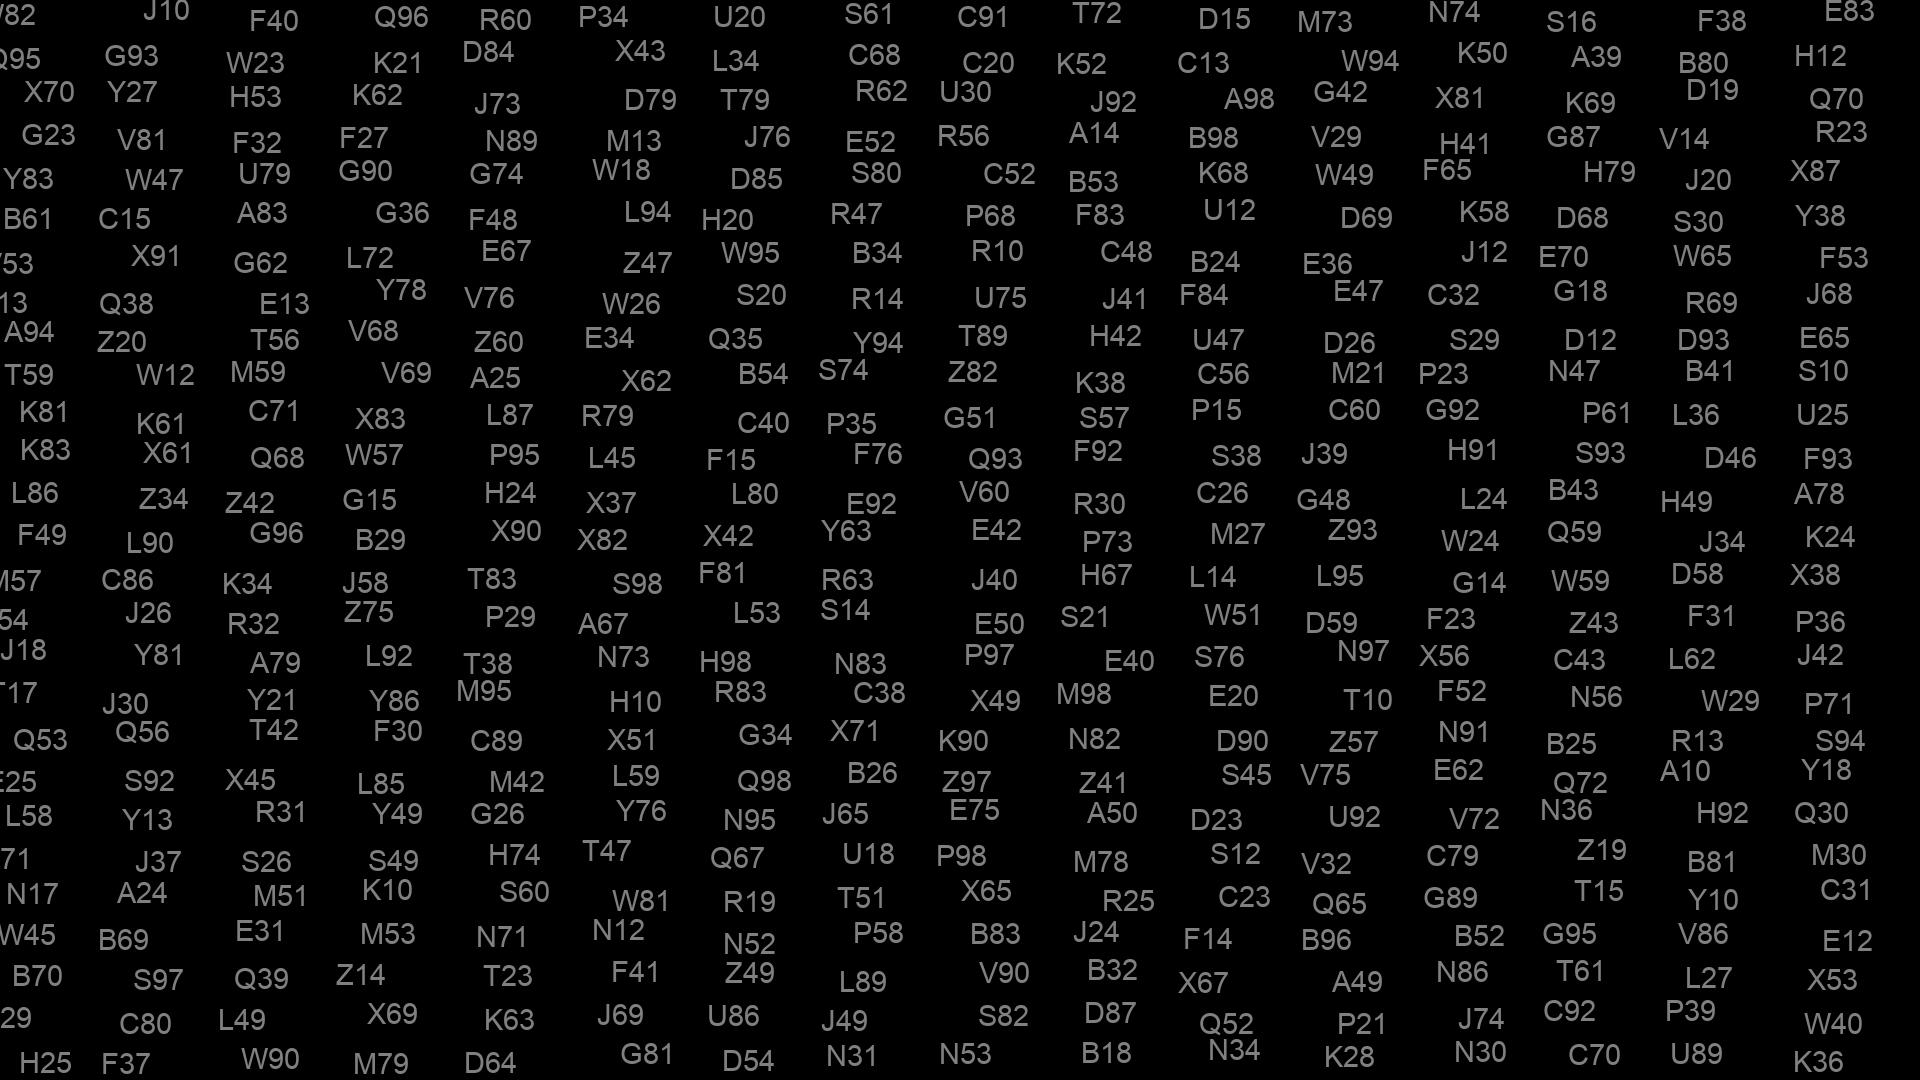 J10 F40 Q96 R60 P34 U20 S61 C91 T72 D15 M73 N74 S16 F38 E83
G93 W23 K21 D84 X43 L34 C68 C20 K52 C13 W94 K50 A39 B80 H12
X70 Y27 H53 K62 J73 D79 T79 R62 U30 J92 A98 G42 X81 K69 D19 Q70
G23 V81 F32 F27 N89 M13 J76 E52 R56 A14 B98 V29 H41 G87 V14 R23
Y83 W47 U79 G90 G74 W18 D85 S80 C52 B53 K68 W49 F65 H79 J20 X87
B61 C15 A83 G36 F48 L94 H20 R47 P68 F83 U12 D69 K58 D68 S30 Y38
X91 G62 L72 E67 Z47 W95 B34 R10 C48 B24 E36 J12 E70 W65 F53
Q38 E13 Y78 V76 W26 S20 R14 U75 J41 F84 E47 C32 G18 R69 J68
A94 Z20 T56 V68 Z60 E34 Q35 Y94 T89 H42 U47 D26 S29 D12 D93 E65
T59 W12 M59 V69 A25 X62 B54 S74 Z82 K38 C56 M21 P23 N47 B41 S10
K81 K61 C71 X83 L87 R79 C40 P35 G51 S57 P15 C60 G92 P61 L36 U25
K83 X61 Q68 W57 P95 L45 F15 F76 Q93 F92 S38 J39 H91 S93 D46 F93
L86 Z34 Z42 G15 H24 X37 L80 E92 V60 R30 C26 G48 L24 B43 H49 A78
F49 L90 G96 B29 X90 X82 X42 Y63 E42 P73 M27 Z93 W24 Q59 J34 K24
M57 C86 K34 J58 T83 S98 F81 R63 J40 H67 L14 L95 G14 W59 D58 X38
54 J26 R32 Z75 P29 A67 L53 S14 E50 S21 W51 D59 F23 Z43 F31 P36
J18 Y81 A79 L92 T38 N73 H98 N83 P97 E40 S76 N97 X56 C43 L62 J42
T17 J30 Y21 Y86 M95 H10 R83 C38 X49 M98 E20 T10 F52 N56 W29 P71
Q53 Q56 T42 F30 C89 X51 G34 X71 K90 N82 D90 Z57 N91 B25 R13 S94
E25 S92 X45 L85 M42 L59 Q98 B26 Z97 Z41 S45 V75 E62 Q72 A10 Y18
L58 Y13 R31 Y49 G26 Y76 N95 J65 E75 A50 D23 U92 V72 N36 H92 Q30
71 J37 S26 S49 H74 T47 Q67 U18 P98 M78 S12 V32 C79 Z19 B81 M30
N17 A24 M51 K10 S60 W81 R19 T51 X65 R25 C23 Q65 G89 T15 Y10 C31
W45 B69 E31 M53 N71 N12 N52 P58 B83 J24 F14 B96 B52 G95 V86 E12
B70 S97 Q39 Z14 T23 F41 Z49 L89 V90 B32 X67 A49 N86 T61 L27 X53
29 C80 L49 X69 K63 J69 U86 J49 S82 D87 Q52 P21 J74 C92 P39 W40
H25 F37 W90 M79 D64 G81 D54 N31 N53 B18 N34 K28 N30 C70 U89 K36